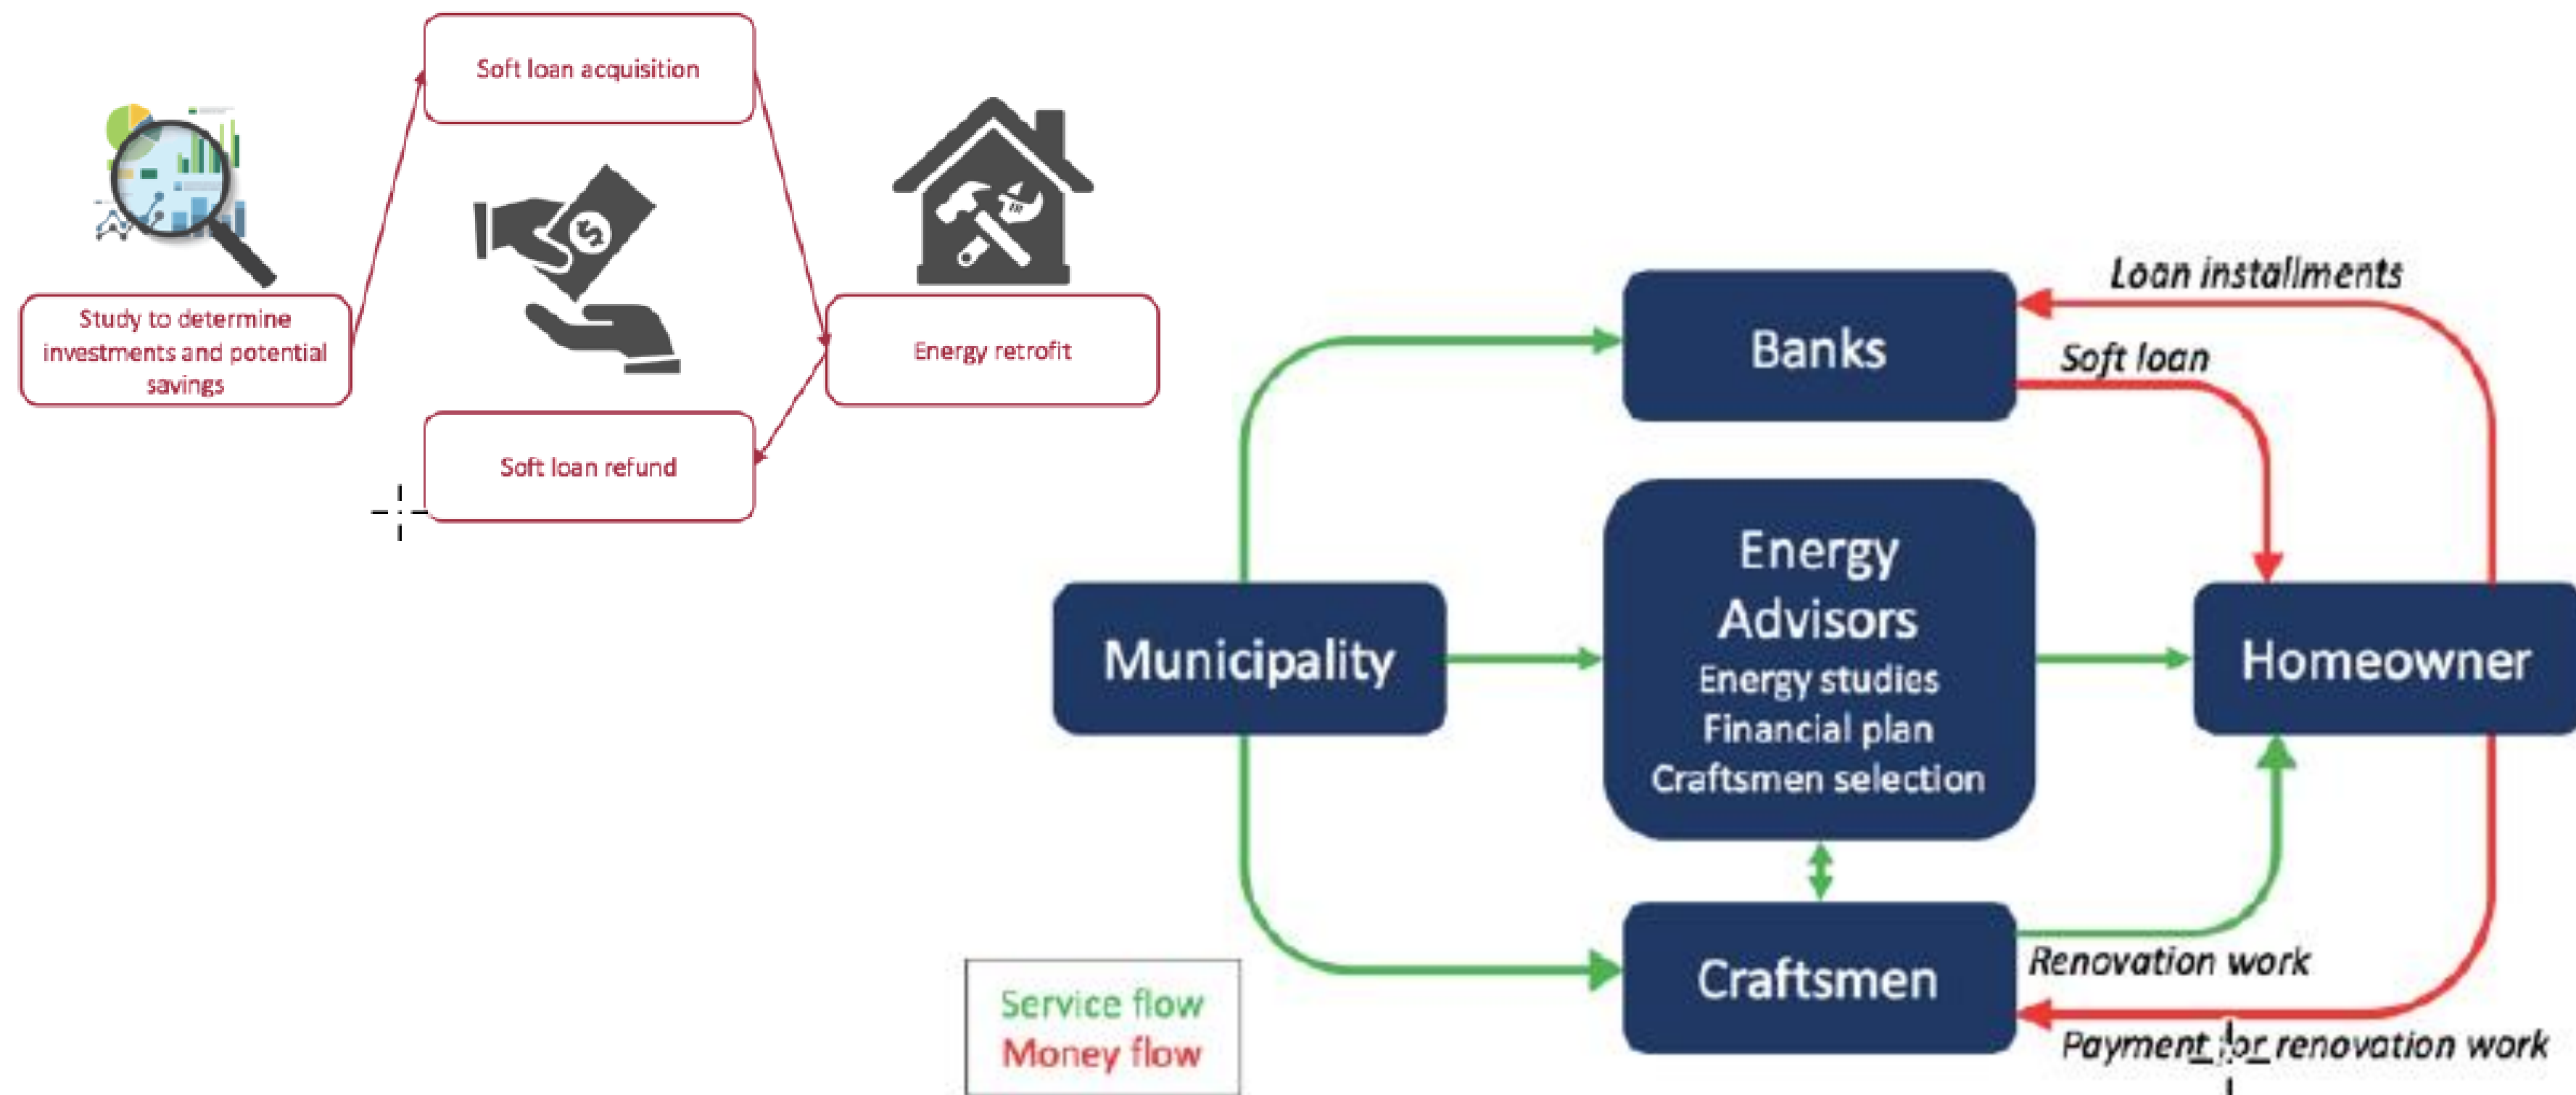 Soft loan acquisition
Study to determine
investments and potential
savings
Energy retrofit
Soft loan refund
$
Loan installments
Banks
Soft loan
Energy
Advisors
Energy studies
Financial plan
Craftsmen selection
Municipality
Homeowner
Craftsmen
Renovation work
Payment for renovation work
Service flow
Money flow